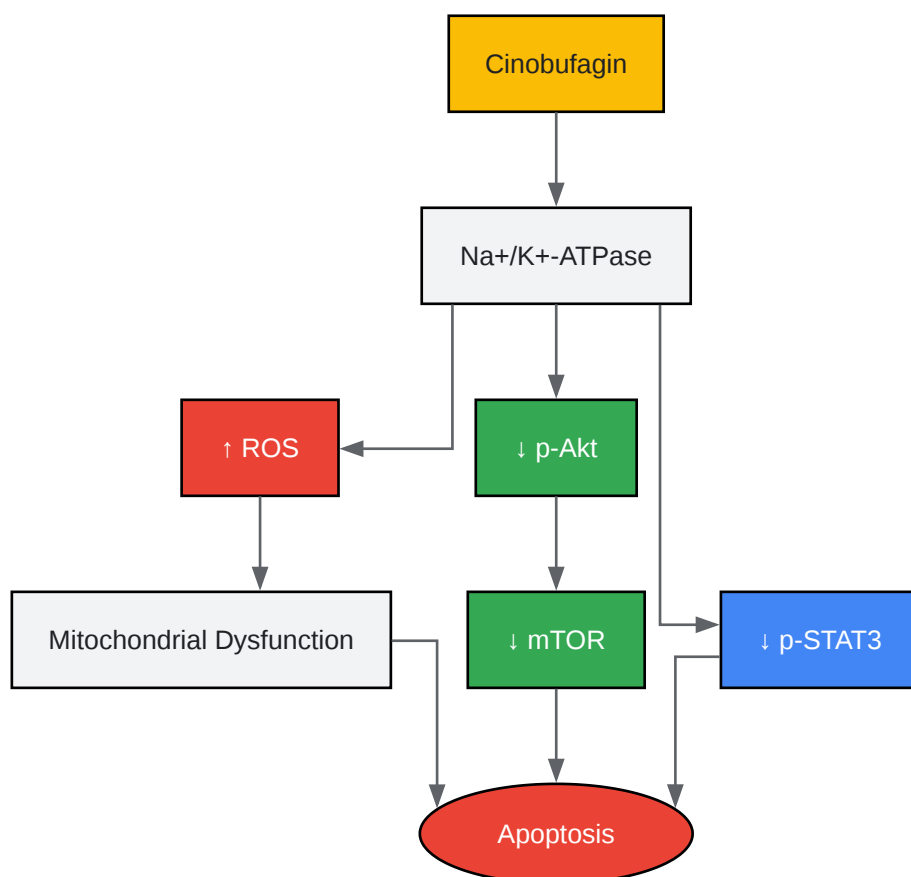 Cinobufagin
Na+/K+-ATPase
↑ ROS
↓ p-Akt
Mitochondrial Dysfunction
↓ mTOR
↓ p-STAT3
Apoptosis